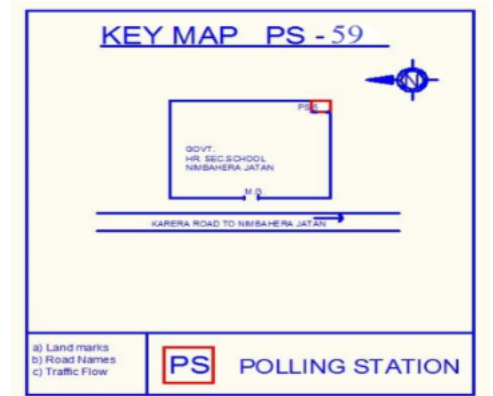 KEY MAP PS - 59
N
GOVT.
HR. SEC.SCHOOL
NIMBAHERA JATAN
M.G
KARERA ROAD TO NIMBAHERA JATAN
a) Land marks
b) Road Names
c) Traffic Flow
PS
POLLING STATION